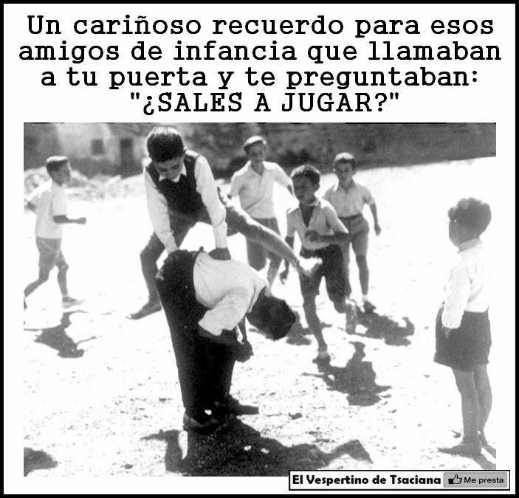 Un cariñoso recuerdo para esos
amigos de infancia que llamaban
a tu puerta y te preguntaban:
"¿SALES A JUGAR?"
El Vespertino de Tsaciana Me presta